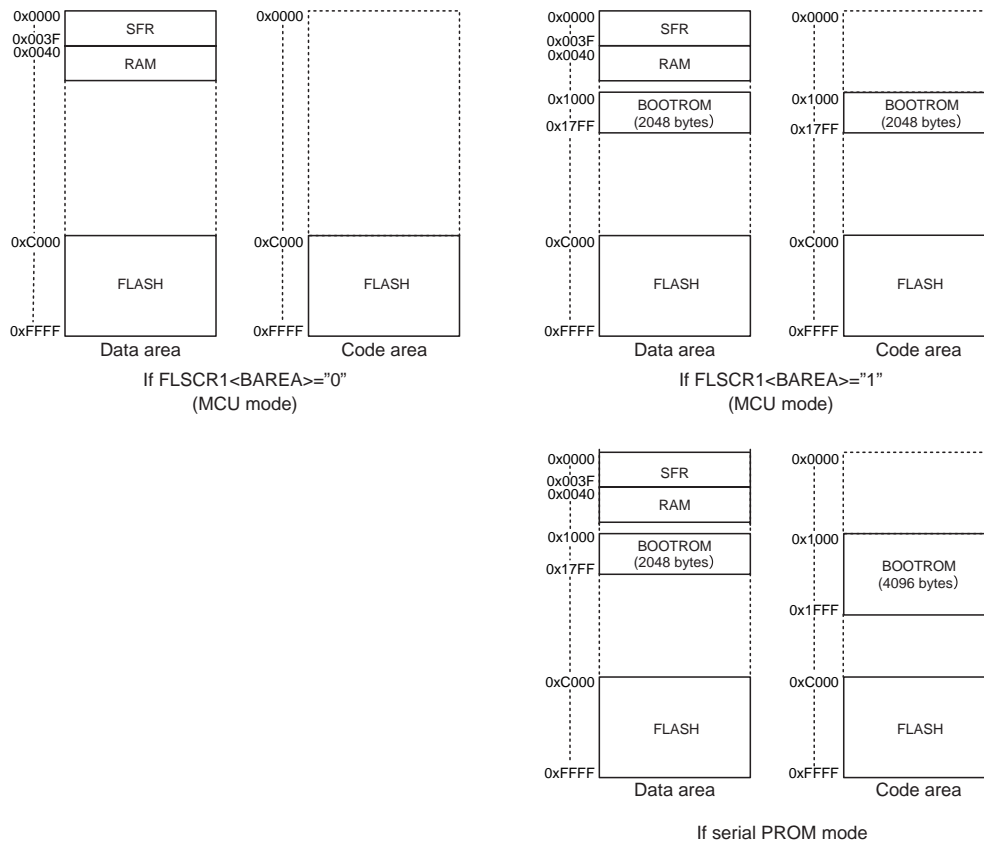 0x0000
SFR
0x003F
0x0040
RAM
0xC000
FLASH
0xFFFF
Data area
0x0000
0xC000
FLASH
0xFFFF
Code area
If FLSCR1<BAREA>=”0”
(MCU mode)
0x0000
SFR
0x003F
0x0040
RAM
0x1000
BOOTROM
(2048 bytes)
0x17FF
0xC000
FLASH
0xFFFF
Data area
0x0000
0x1000
BOOTROM
(2048 bytes)
0x17FF
0xC000
FLASH
0xFFFF
Code area
If FLSCR1<BAREA>=”1”
(MCU mode)
0x0000
SFR
0x003F
0x0040
RAM
0x1000
BOOTROM
(2048 bytes)
0x17FF
0xC000
FLASH
0xFFFF
Data area
0x0000
0x1000
BOOTROM
(4096 bytes)
0x1FFF
0xC000
FLASH
0xFFFF
Code area
If serial PROM mode